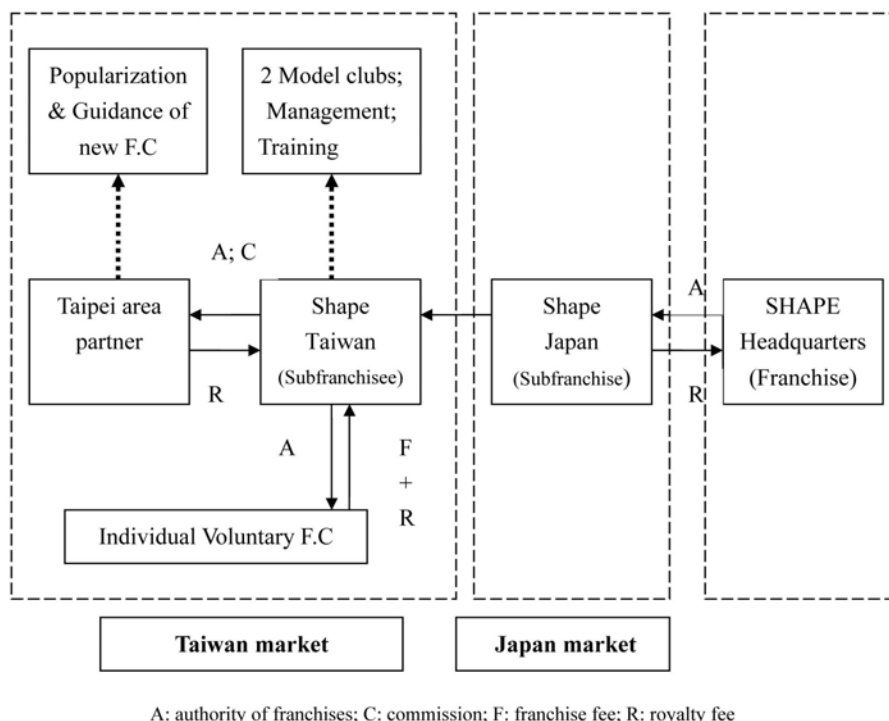 Popularization
& Guidance of
new F.C
2 Model clubs;
Management;
Training
A; C
Taipei area
partner
Shape
Taiwan
(Subfranchisee)
Shape
Japan
(Subfranchise)
A
SHAPE
Headquarters
(Franchise)
R
R
A
F
+
R
Individual Voluntary F.C
Taiwan market
Japan market
A: authority of franchises; C: commission; F: franchise fee; R: royalty fee